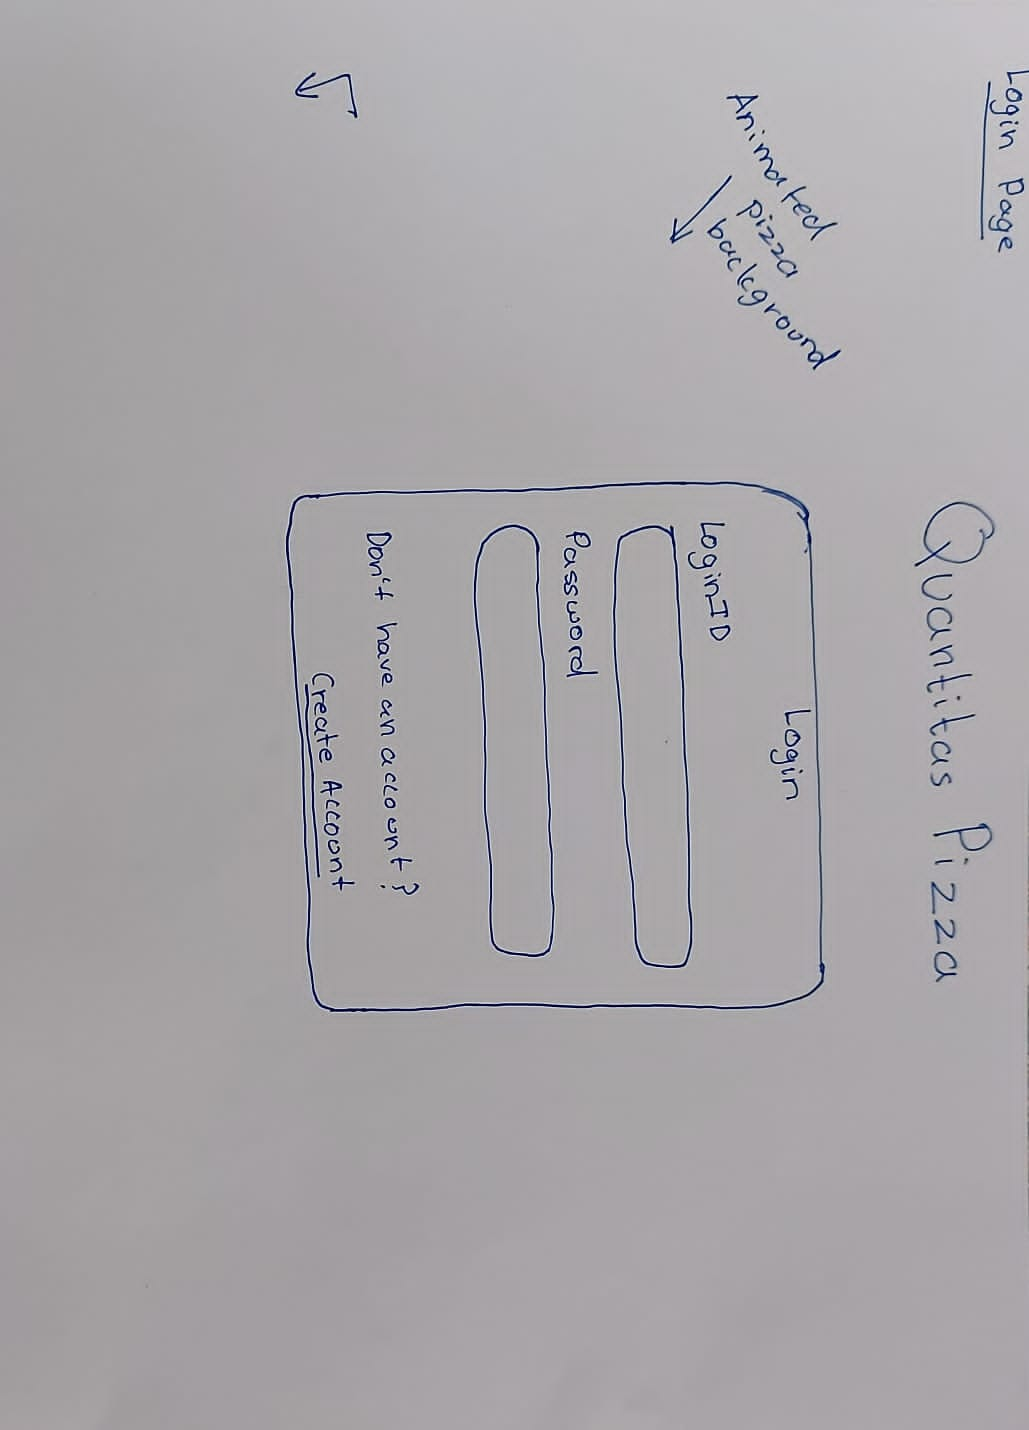 Login Page
Quantitas Pizza
Animated
pizza
background
Login
LoginID
Password
Don't have an account?
Create Account